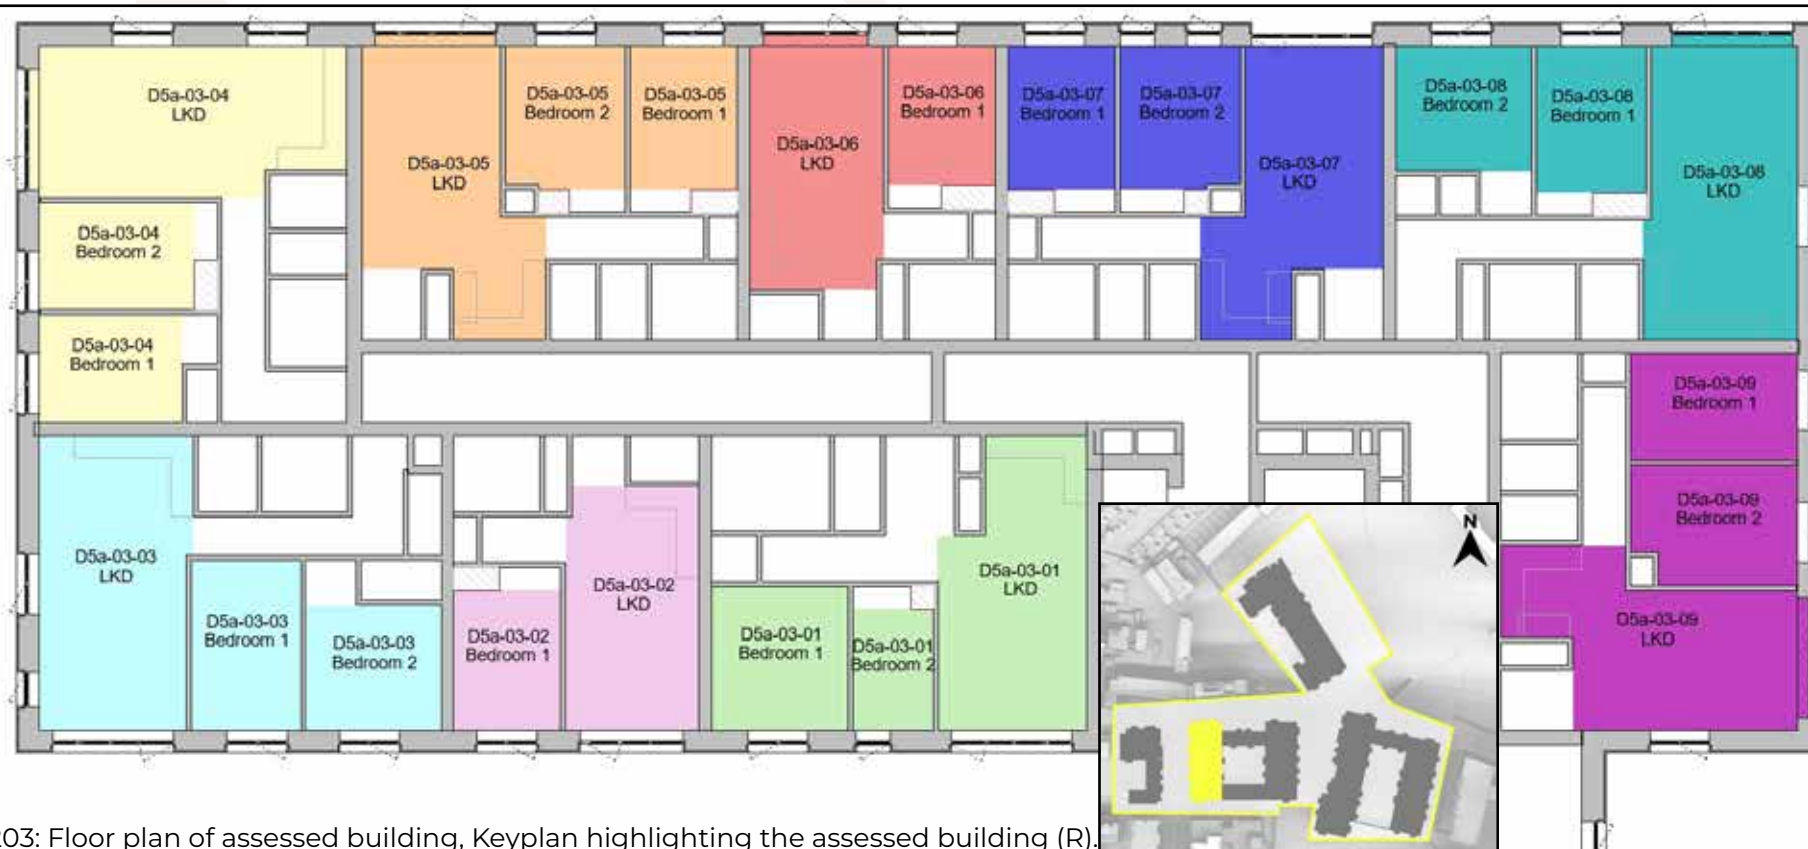 D5a-03-04
LKD
D5a-03-05
LKD
D5a-03-05
Bedroom 2
D5a-03-05
Bedroom 1
D5a-03-06
LKD
D5a-03-06
Bedroom 1
D5a-03-07
Bedroom 1
D5a-03-07
Bedroom 2
D5a-03-07
LKD
D5a-03-08
Bedroom 2
D5a-03-08
Bedroom 1
D5a-03-08
LKD
D5a-03-04
Bedroom 2
D5a-03-04
Bedroom 1
D5a-03-09
Bedroom 1
D5a-03-09
Bedroom 2
D5a-03-09
LKD
D5a-03-03
LKD
D5a-03-03
Bedroom 1
D5a-03-03
Bedroom 2
D5a-03-02
Bedroom 1
D5a-03-02
LKD
D5a-03-01
Bedroom 1
D5a-03-01
Bedroom 2
D5a-03-01
LKD
N
203: Floor plan of assessed building, Keyplan highlighting the assessed building (R).